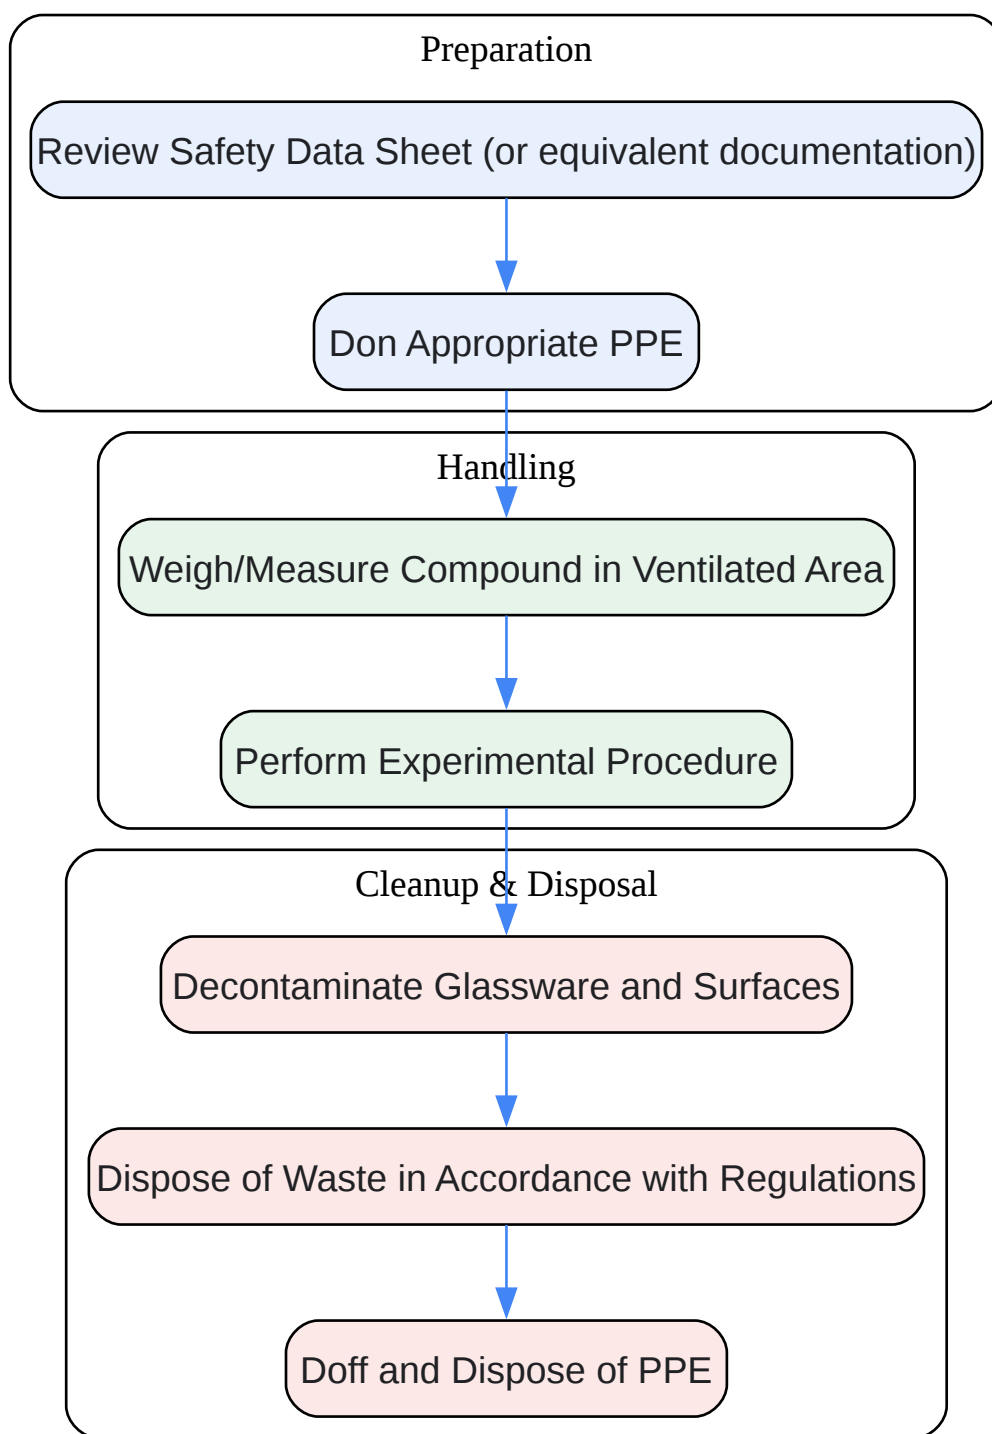 Preparation
Review Safety Data Sheet (or equivalent documentation)
Don Appropriate PPE
Handling
Weigh/Measure Compound in Ventilated Area
Perform Experimental Procedure
Cleanup & Disposal
Decontaminate Glassware and Surfaces
Dispose of Waste in Accordance with Regulations
Doff and Dispose of PPE